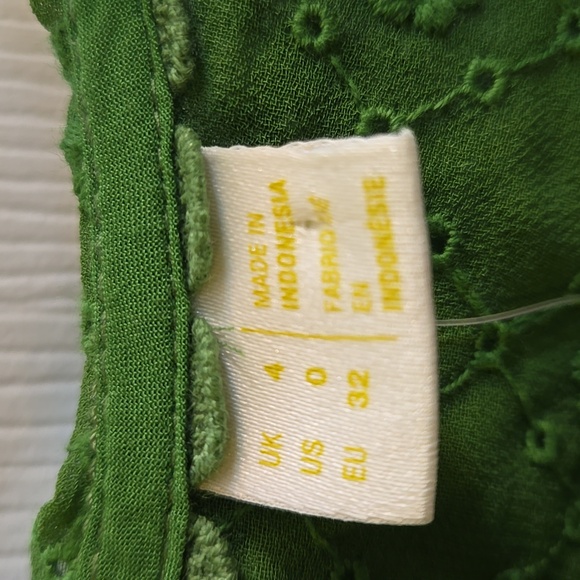 MADE IN
INDONESIA
FABRIQUÉ
EN
INDONÉSIE
UK 4
US 0
EU 32